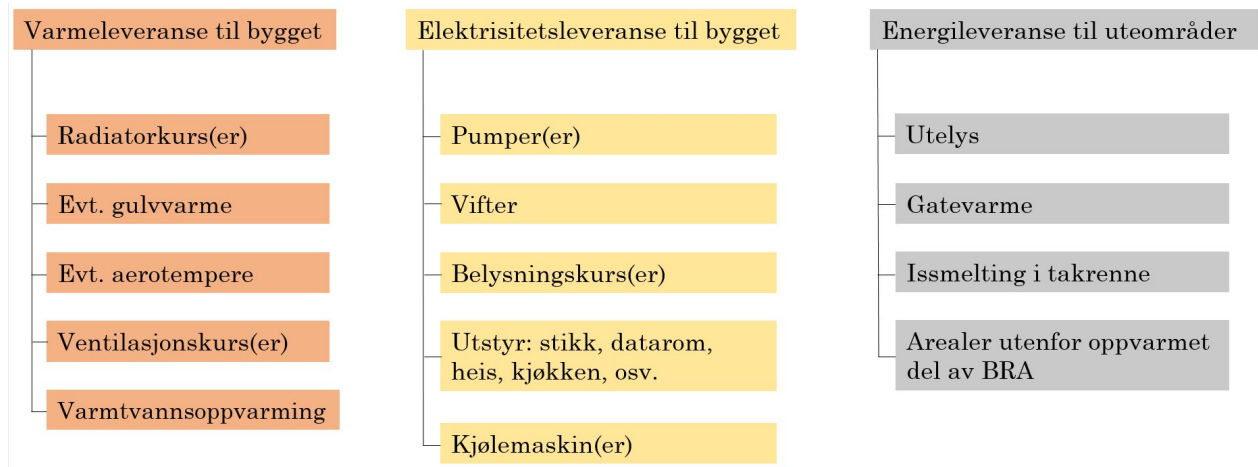 Varmeleveranse til bygget
Radiatorkurs(er)
Evt. gulvvarme
Evt. aerotempere
Ventilasjonskurs(er)
Varmtvannsoppvarming
Elektrisitetsleveranse til bygget
Pumper(er)
Vifter
Belysningskurs(er)
Utstyr: stikk, datarom,
heis, kjøkken, osv.
Kjølemaskin(er)
Energileveranse til uteområder
Utelys
Gatevarme
Issmelting i takrenne
Arealer utenfor oppvarmet
del av BRA